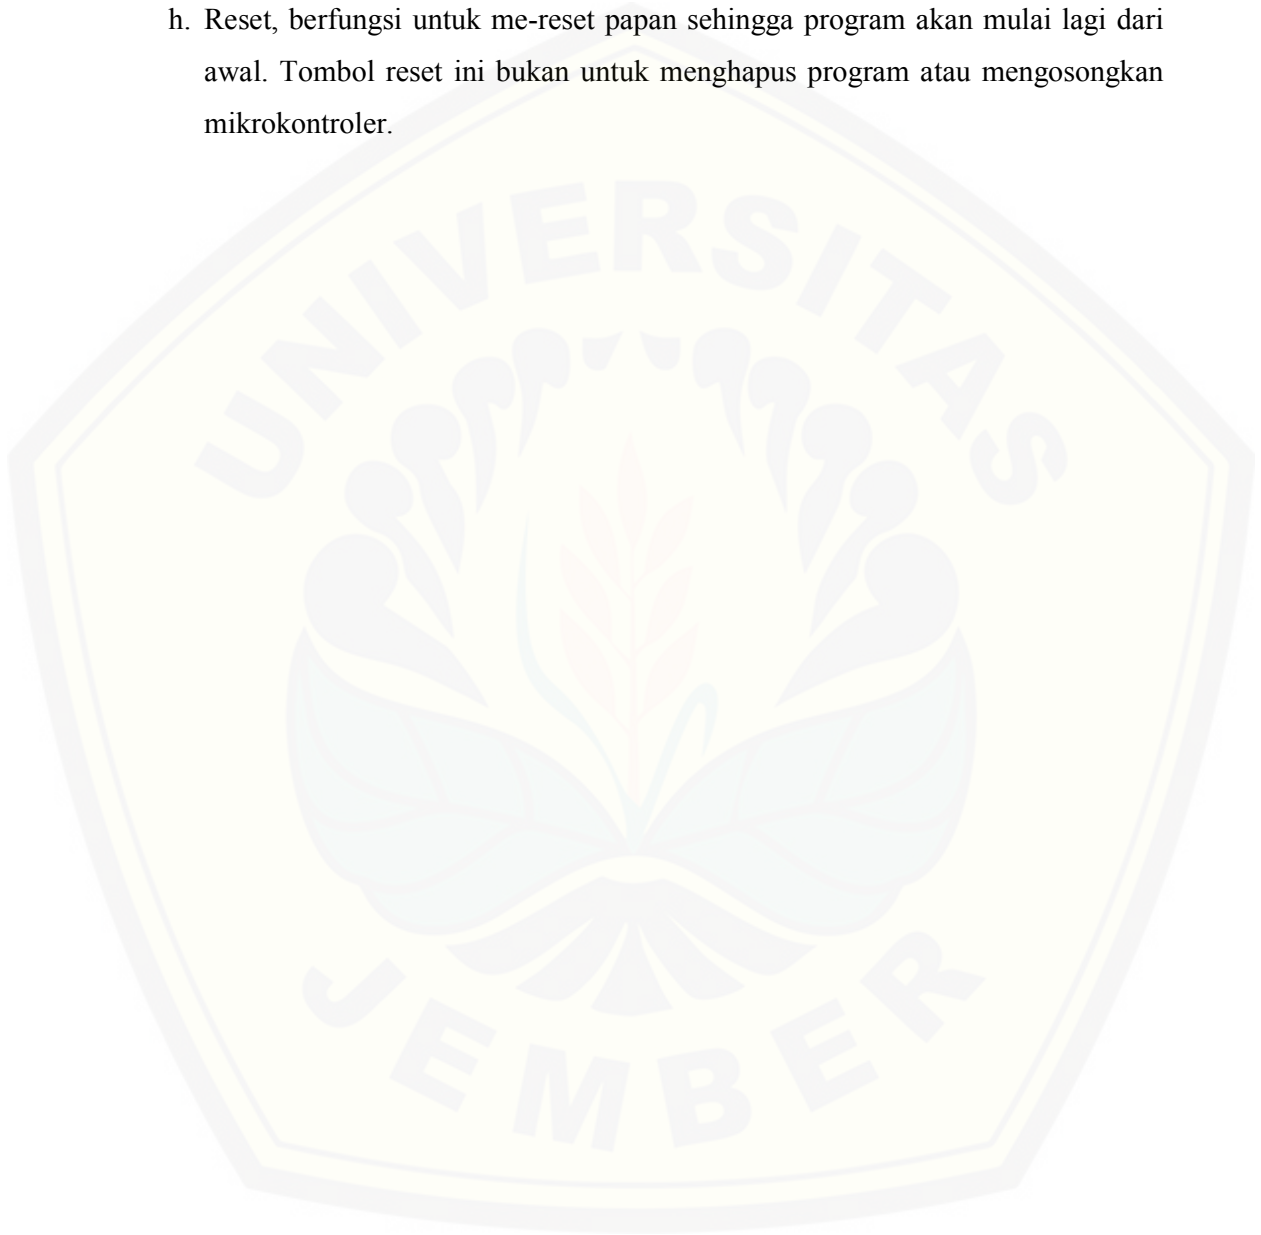 h. Reset, berfungsi untuk me-reset papan sehingga program akan mulai lagi dari
awal. Tombol reset ini bukan untuk menghapus program atau mengosongkan
mikrokontroler.
UNIVERSITAS
JEMBER